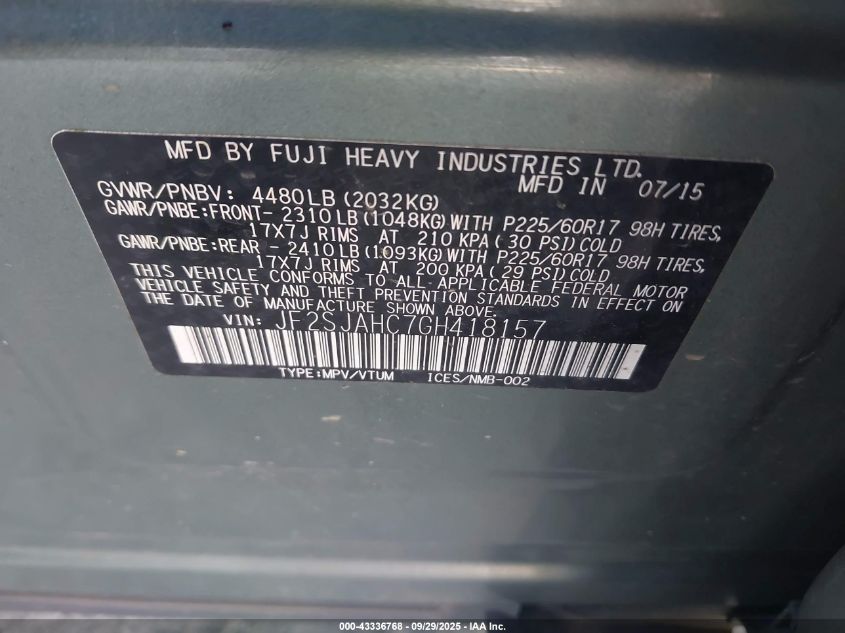 MFD BY FUJI HEAVY INDUSTRIES LTD.
MFD IN 07/15
GVWR/PNBV: 4480LB(2032KG)
GAWR/PNBE:FRONT- 2310LB(1048KG)WITH P225/60R17 98H TIRES,
17X7J RIMS AT 210 KPA(30 PSI)COLD
GAWR/PNBE:REAR -2410LB(1093KG)WITH P225/60R17 98H TIRES,
17X7J RIMS AT 200 KPA(29 PSI)COLD
THIS VEHICLE CONFORMS TO ALL APPLICABLE FEDERAL MOTOR
VEHICLE SAFETY AND THEFT PREVENTION STANDARDS IN EFFECT ON
THE DATE OF MANUFACTURE SHOWN ABOVE.
VIN: JF2SJAHC7GH418157
TYPE:MPV/VTUM ICES/NMB-002
000-43336768 - 09/29/2025 - www.iaai.com